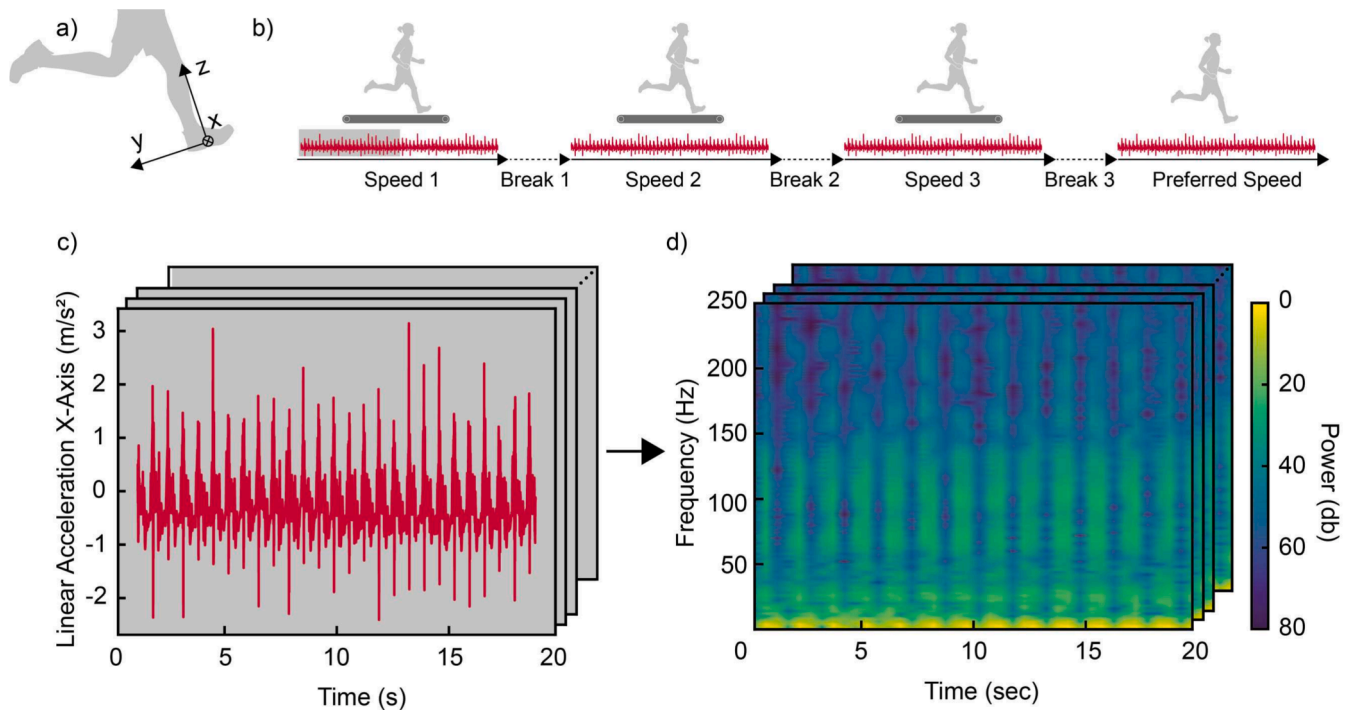 a)
z
x
y
b)
Speed 1
Break 1
Speed 2
Break 2
Speed 3
Break 3
Preferred Speed
c)
Linear Acceleration X-Axis (m/s²)
3
2
1
0
-1
-2
0
5
10
15
20
Time (s)
d)
Frequency (Hz)
250
200
150
100
50
0
5
10
15
20
Time (sec)
0
20
40
60
80
Power (db)